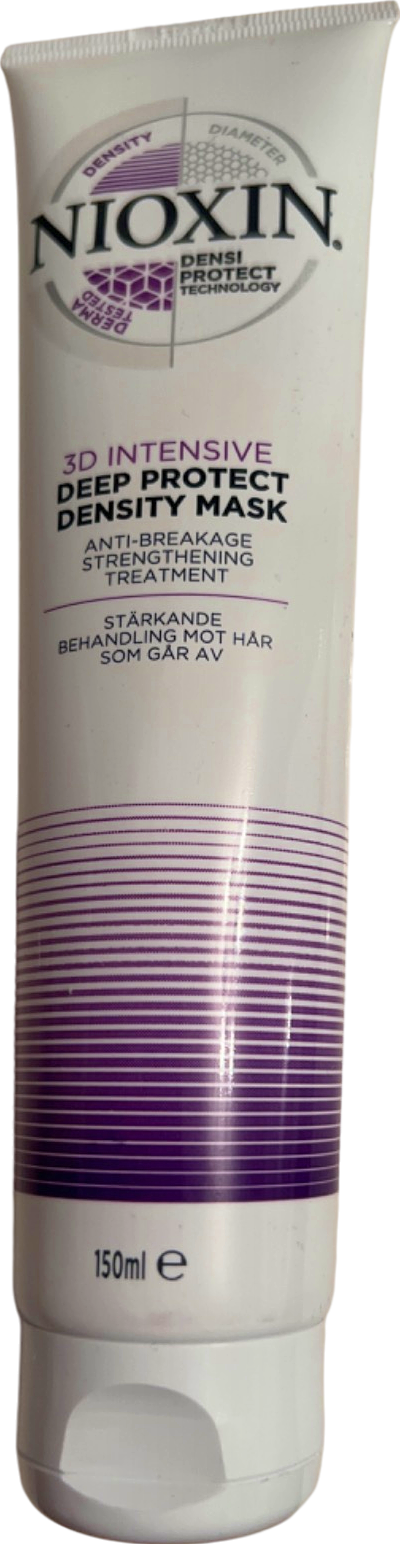 DENSITY
DIAMETER
NIOXIN.
DENSI
PROTECT
TECHNOLOGY
DERMA
TESTED
3D INTENSIVE
DEEP PROTECT
DENSITY MASK
ANTI-BREAKAGE
STRENGTHENING
TREATMENT
STÄRKANDE
BEHANDLING MOT HÅR
SOM GÅR AV
150ml ℮